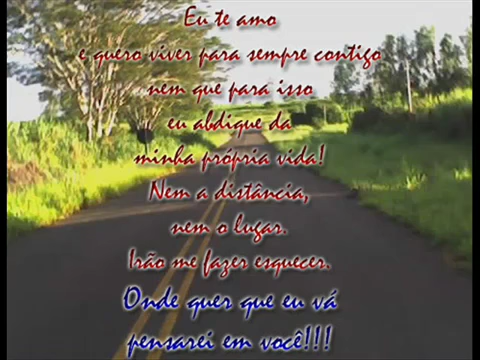 Eu te amo
e quero viver para sempre contigo
nem que para isso
eu abdique da
minha própria vida!
Nem a distância,
nem o lugar.
Irão me fazer esquecer.
Onde quer que eu vá
pensarei em você!!!